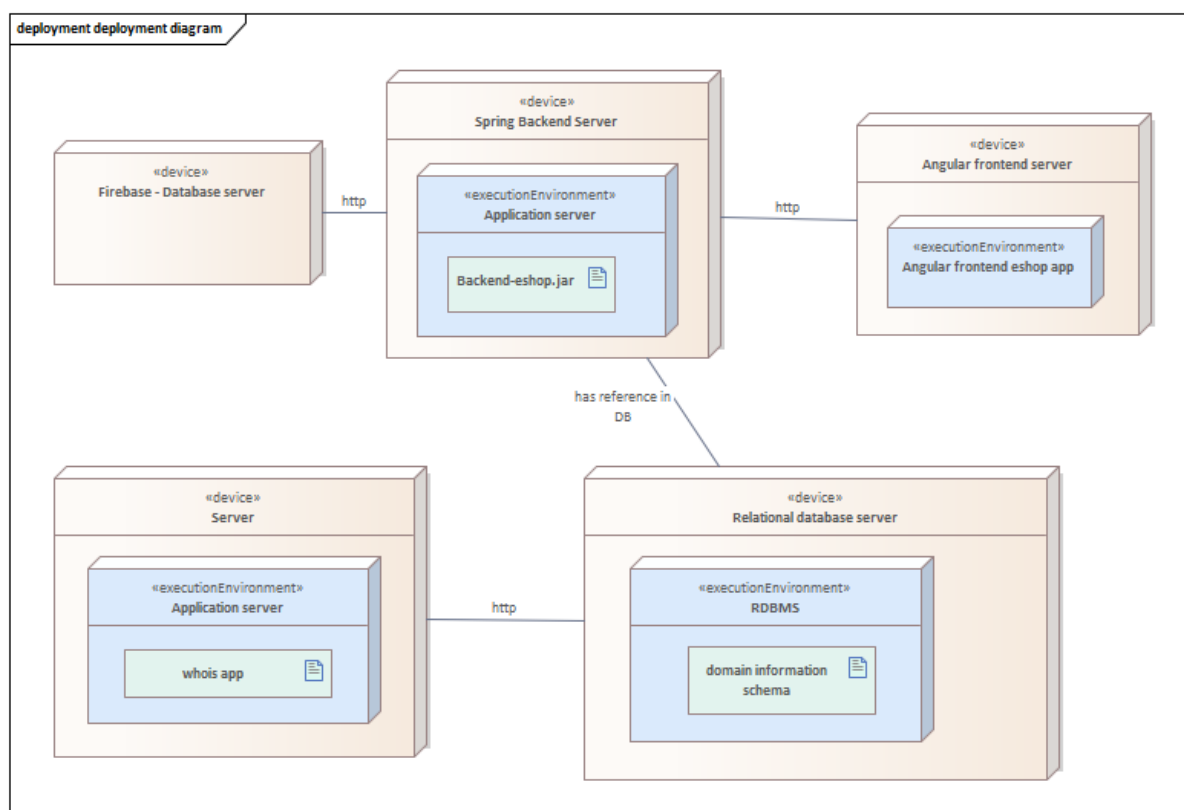 deployment deployment diagram
«device»
Spring Backend Server
«executionEnvironment»
Application server
Backend-eshop.jar
«device»
Firebase - Database server
http
http
«device»
Angular frontend server
«executionEnvironment»
Angular frontend eshop app
has reference in
DB
«device»
Server
«executionEnvironment»
Application server
whois app
http
«device»
Relational database server
«executionEnvironment»
RDBMS
domain information
schema